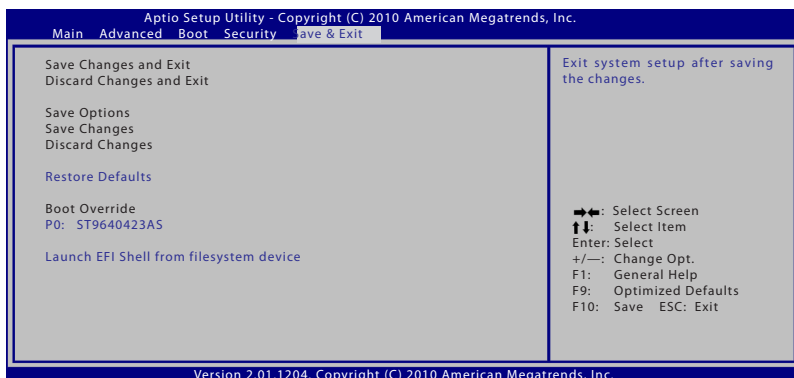 Aptio Setup Utility - Copyright (C) 2010 American Megatrends, Inc.
Main Advanced Boot Security Save & Exit
Save Changes and Exit
Discard Changes and Exit
Save Options
Save Changes
Discard Changes
Restore Defaults
Boot Override
P0: ST9640423AS
Launch EFI Shell from filesystem device
Exit system setup after saving
the changes.
→←: Select Screen
↑↓: Select Item
Enter: Select
+/—: Change Opt.
F1: General Help
F9: Optimized Defaults
F10: Save ESC: Exit
Version 2.01.1204. Copyright (C) 2010 American Megatrends, Inc.